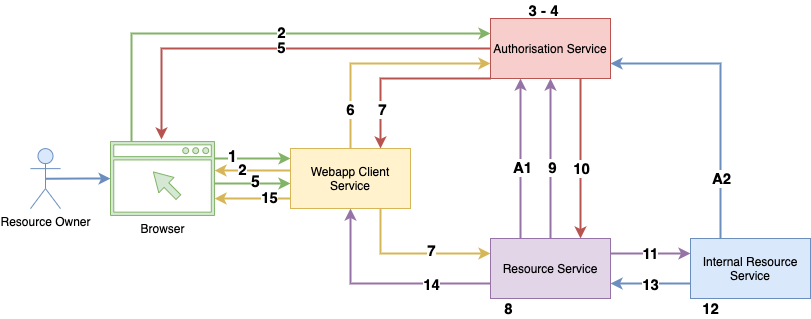 3 - 4
Authorisation Service
2
5
6
7
1
2
5
15
Webapp Client
Service
A1
9
10
A2
Resource Owner
Browser
7
14
Resource Service
11
13
Internal Resource
Service
8
12